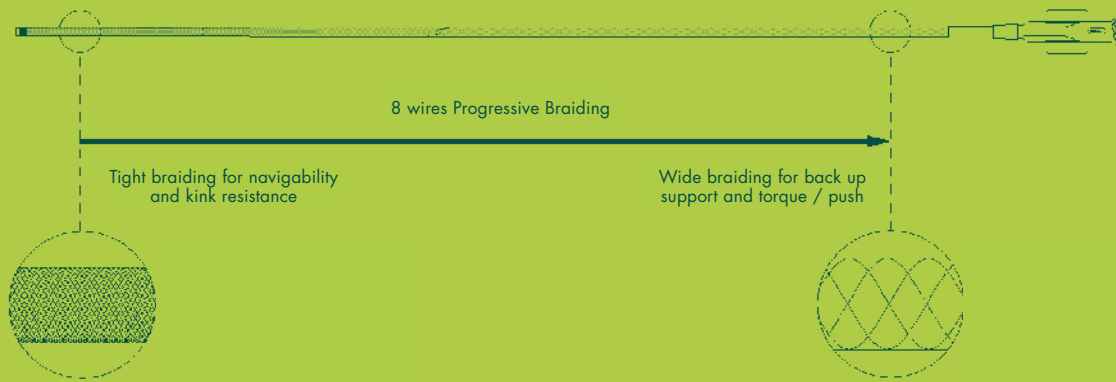 8 wires Progressive Braiding
Tight braiding for navigability
and kink resistance
Wide braiding for back up
support and torque / push